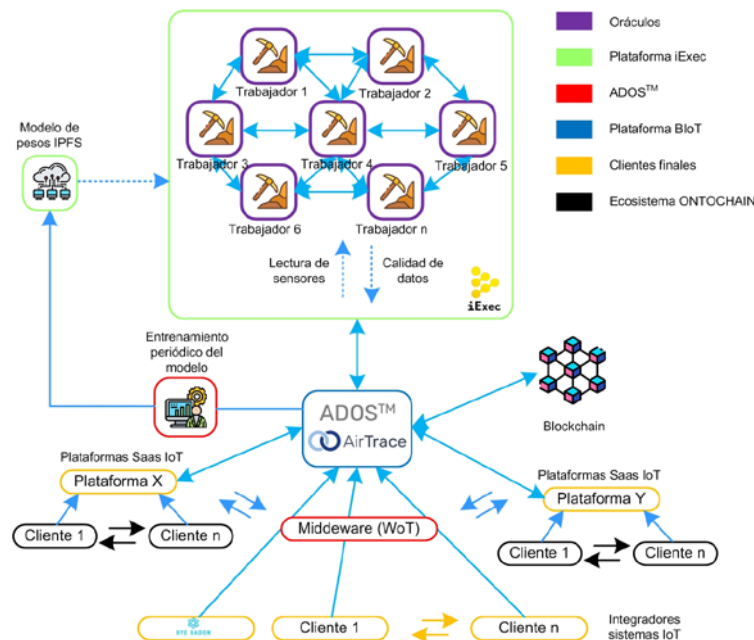 Oráculos
Plataforma iExec
ADOS™
Plataforma BIoT
Clientes finales
Ecosistema ONTOCHAIN
Trabajador 1
Trabajador 2
Modelo de
pesos IPFS
Trabajador 3
Trabajador 4
Trabajador 5
Trabajador 6
Trabajador n
Lectura de
sensores
Calidad de
datos
iExec
Entrenamiento
periódico del
modelo
ADOS™
AirTrace
Blockchain
Plataformas Saas IoT
Plataforma X
Cliente 1
Cliente n
Middeware (WoT)
Plataformas Saas IoT
Plataforma Y
Cliente 1
Cliente n
Cliente 1
Cliente n
Integradores
sistemas IoT